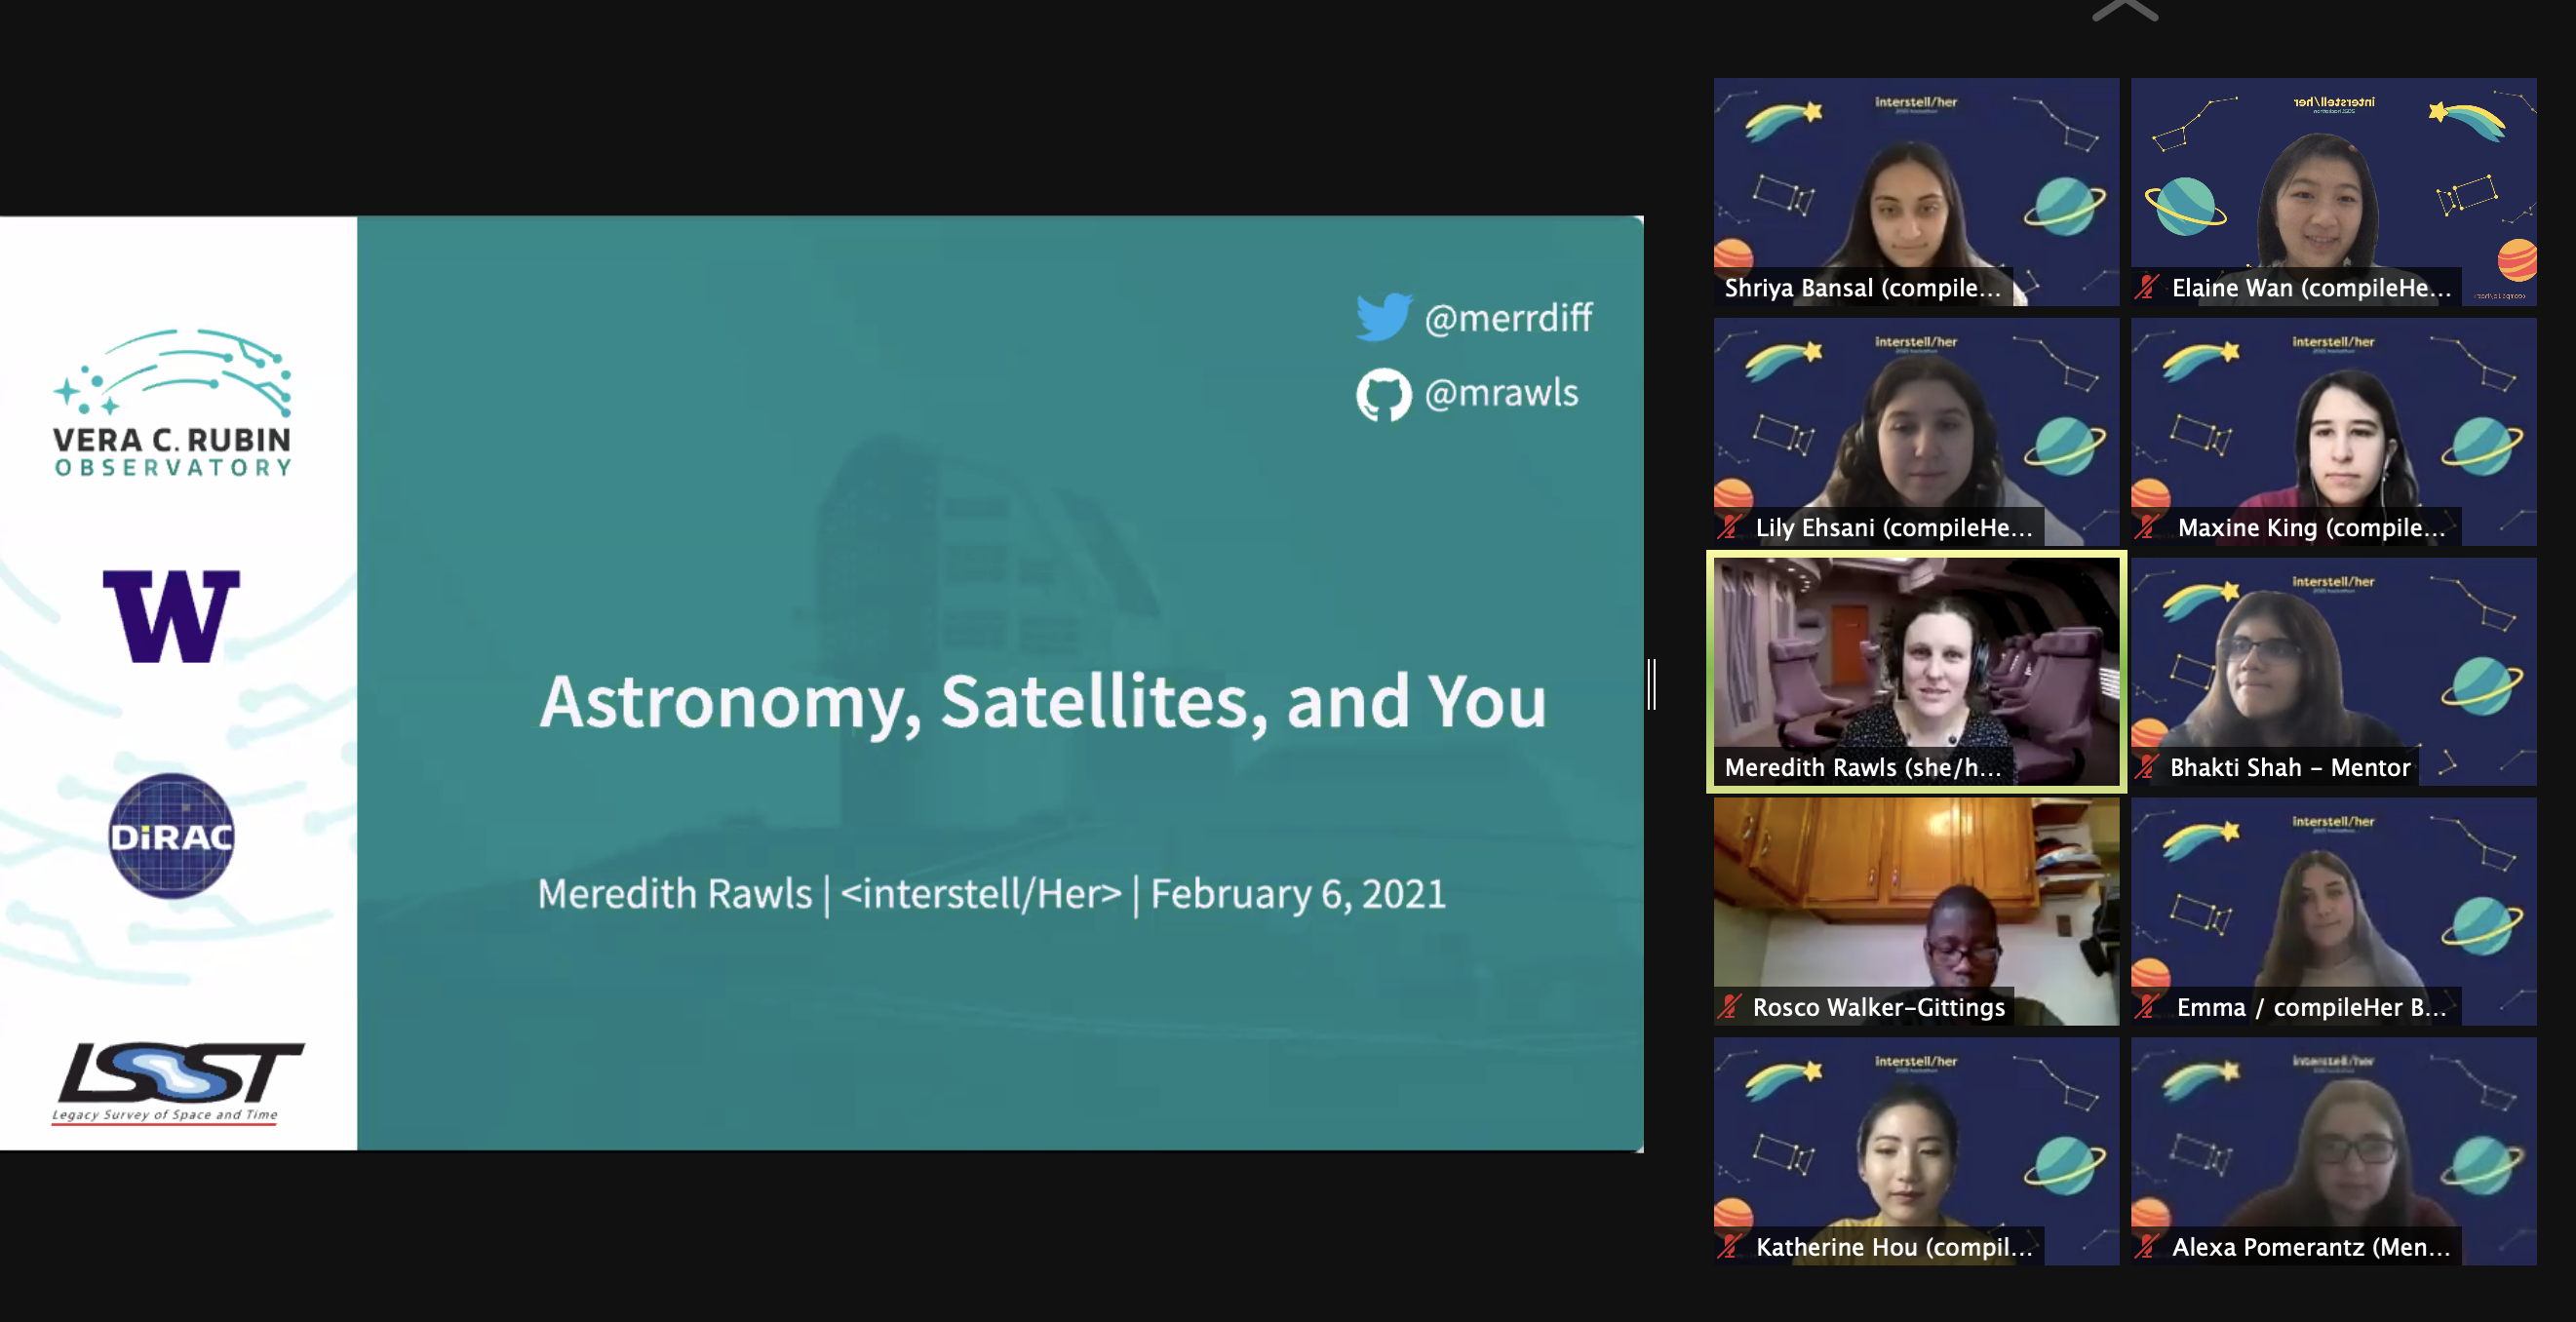 @merrdiff
@mrawls
VERA C. RUBIN
OBSERVATORY
W
DiRAC
LSST
Legacy Survey of Space and Time
Astronomy, Satellites, and You
Meredith Rawls | <interstell/Her> | February 6, 2021
interstell/her
Shriya Bansal (compile...
interstell/her
Elaine Wan (compileHe...
interstell/her
Lily Ehsani (compileHe...
interstell/her
Maxine King (compile...
Meredith Rawls (she/h...
interstell/her
Bhakti Shah - Mentor
Rosco Walker-Gittings
interstell/her
Emma / compileHer B...
interstell/her
Katherine Hou (compil...
interstell/her
Alexa Pomerantz (Men...